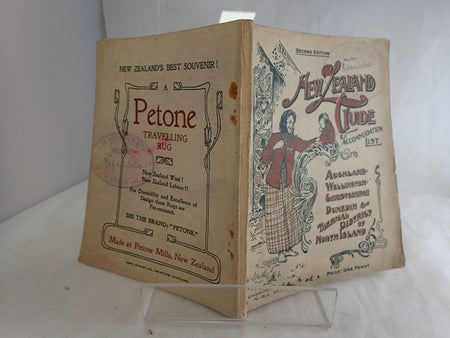 NEW ZEALAND'S BEST SOUVENIR!
A
Petone
TRAVELLING
RUG
New Zealand Wool!
New Zealand Labour!!
For Durability and Excellence of
Design these Rugs are
Pre-eminent.
SEE THE BRAND: "PETONE."
Made at Petone Mills, New Zealand
SECOND EDITION
NEW ZEALAND
GUIDE
& ACCOMMODATION
LIST.
AUCKLAND-
WELLINGTON-
CHRISTCHURCH
DUNEDIN &
THERMAL DISTRICT
OF
NORTH ISLAND
PRICE: ONE PENNY